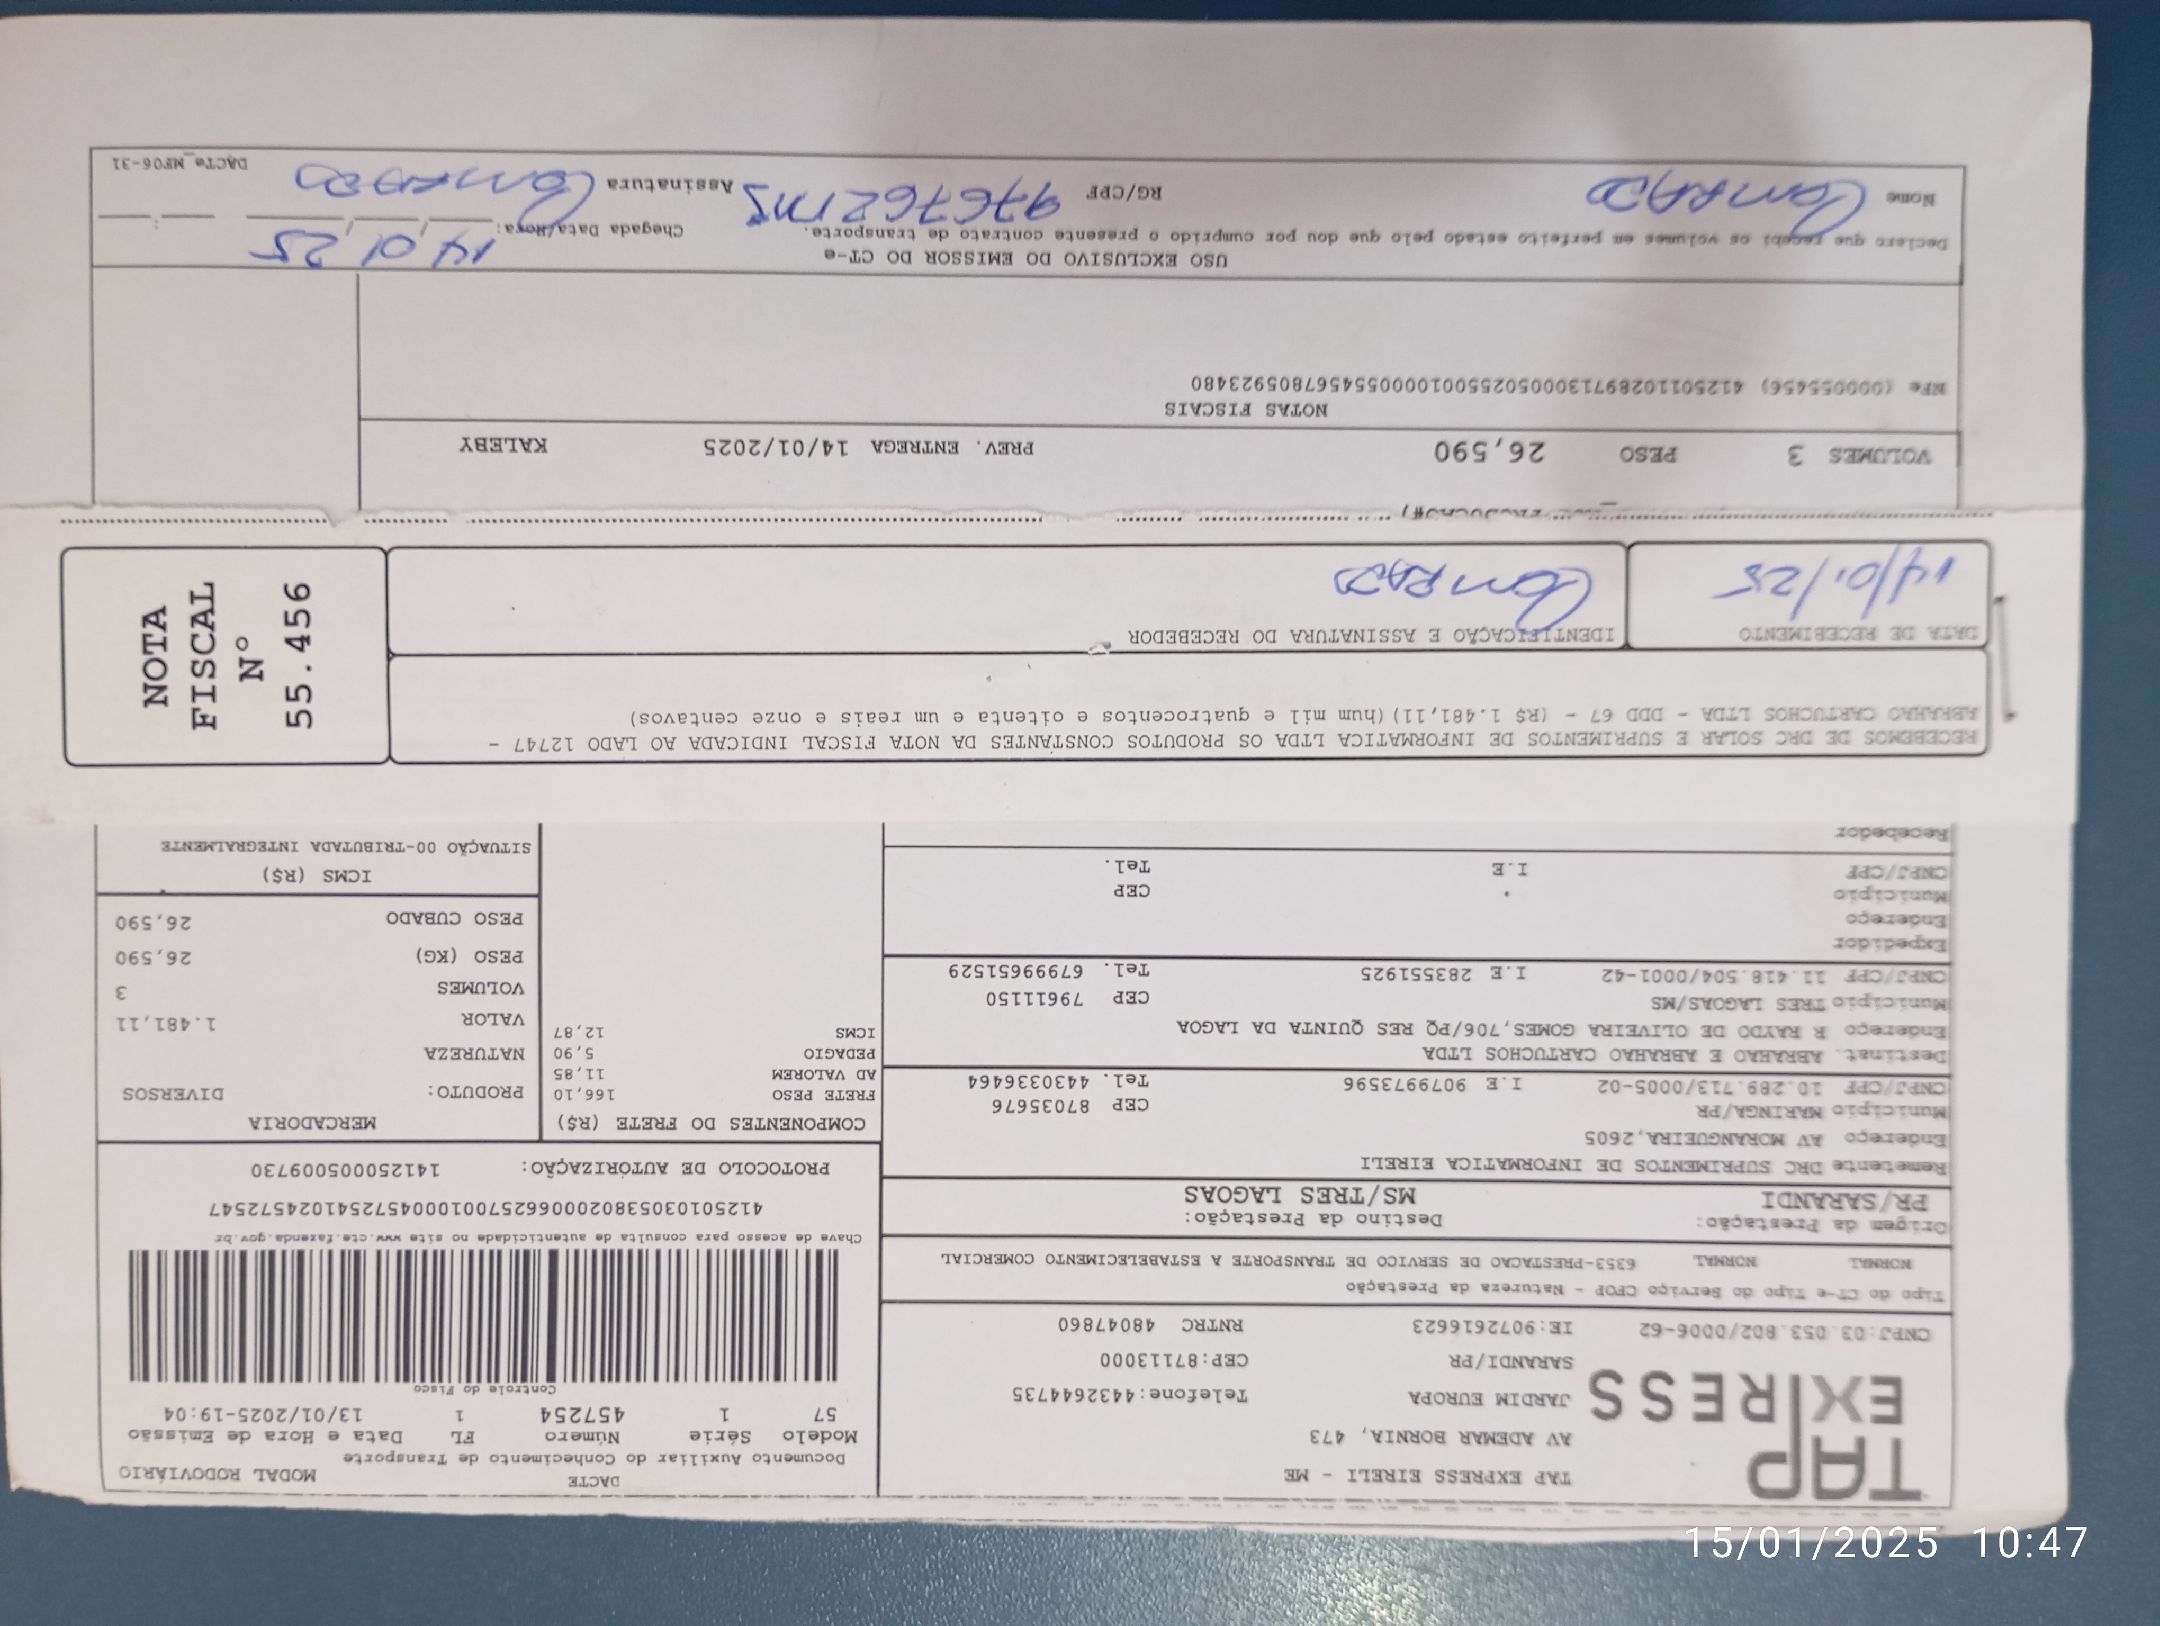 TAP
EXPRESS
TAP EXPRESS EIRELI - ME
AV ADEMAR BORNIA, 473
JARDIM EUROPA Telefone:4432644735
SARANDI/PR CEP:87113000
CNPJ:03.053.802/0006-62 IE:9072616623 RNTRC 48047860
DACTE MODAL RODOVIÁRIO
Documento Auxiliar do Conhecimento de Transporte
Modelo Série Número FL Data e Hora de Emissão
57 1 457254 1 13/01/2025-19:04
Controle do Fisco
Chave de acesso para consulta de autenticidade no site www.cte.fazenda.gov.br
41250103053802000662570010004572541024572547
PROTOCOLO DE AUTORIZAÇÃO: 141250005009730
Tipo do CT-e Tipo do Serviço CFOP - Natureza da Prestação
NORMAL NORMAL 6353-PRESTACAO DE SERVICO DE TRANSPORTE A ESTABELECIMENTO COMERCIAL
Origem da Prestação: Destino da Prestação:
PR/SARANDI MS/TRES LAGOAS
Remetente DRC SUPRIMENTOS DE INFORMATICA EIRELI
Endereço AV MORANGUEIRA,2605
Município MARINGA/PR CEP 87035676
CNPJ/CPF 10.289.713/0005-02 I.E 9079973596 Tel. 4430336464
Destinat. ABRAHAO E ABRAHAO CARTUCHOS LTDA
Endereço R RAYDO DE OLIVEIRA GOMES,706/PQ RES QUINTA DA LAGOA
Município TRES LAGOAS/MS CEP 79611150
CNPJ/CPF 11.418.504/0001-42 I.E 283551925 Tel. 67999651529
Expedidor
Endereço
Município CEP
CNPJ/CPF I.E Tel.
Recebedor
COMPONENTES DO FRETE (R$)
FRETE PESO 166,10
AD VALOREM 11,85
PEDAGIO 5,90
ICMS 12,87
MERCADORIA
PRODUTO: DIVERSOS
NATUREZA
VALOR 1.481,11
VOLUMES 3
PESO (KG) 26,590
PESO CUBADO 26,590
ICMS (R$)
SITUAÇÃO 00-TRIBUTADA INTEGRALMENTE
RECEBEMOS DE DRC SOLAR E SUPRIMENTOS DE INFORMATICA LTDA OS PRODUTOS CONSTANTES DA NOTA FISCAL INDICADA AO LADO 12747 -
ABRAHAO CARTUCHOS LTDA - DDD 67 - (R$ 1.481,11) (hum mil e quatrocentos e oitenta e um reais e onze centavos)
DATA DE RECEBIMENTO IDENTIFICAÇÃO E ASSINATURA DO RECEBEDOR
14/01/25 Conrado
NOTA
FISCAL
Nº
55.456
VOLUMES 3 PESO 26,590 PREV. ENTREGA 14/01/2025 KALEBY
NOTAS FISCAIS
NFe (000055456) 41250110289713000502550010000554567805923480
USO EXCLUSIVO DO EMISSOR DO CT-e
Declaro que recebi os volumes em perfeito estado pelo que dou por cumprido o presente contrato de transporte.
Chegada Data/Hora: 14 01 25
Nome Conrado RG/CPF 976762 MS Assinatura Conrado
DACTe_MF06-31
15/01/2025 10:47